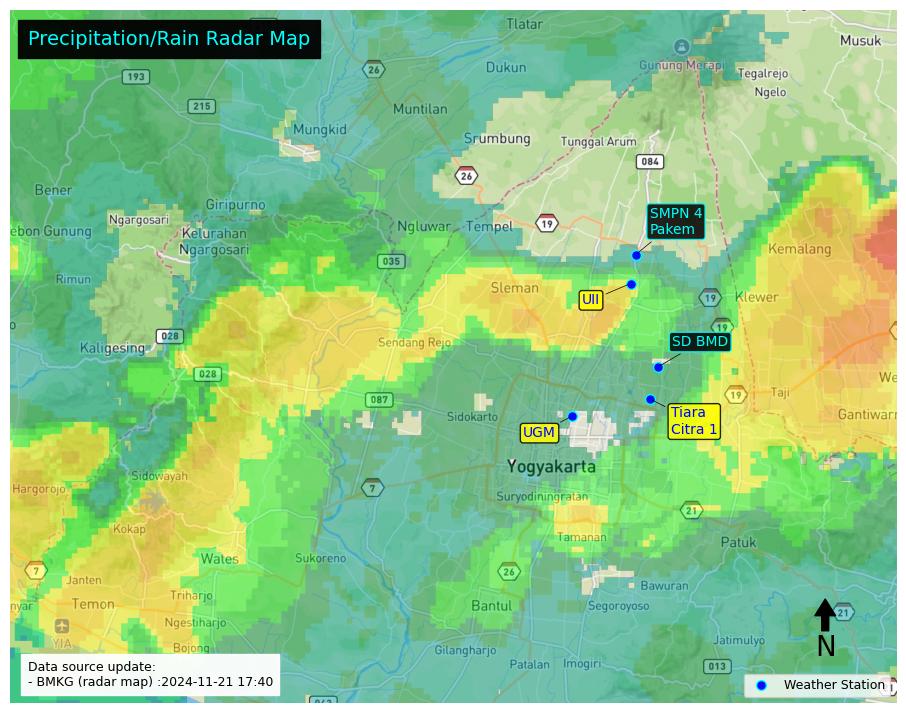 Precipitation/Rain Radar Map
Tlatar
Musuk
Gunung Merapi
193
26
Dukun
Tegalrejo
Ngelo
215
Muntilan
Mungkid
Srumbung
Tunggal Arum
084
26
Bener
Giripurno
Ngargosari
Ngluwar
Tempel
19
SMPN 4
Pakem
ebon Gunung
Kelurahan
Ngargosari
Kemalang
035
Rimun
Sleman
UII
19
Klewer
19
028
Kaligesing
Sendang Rejo
SD BMD
028
We
087
19
Taji
Sidokarto
Tiara
Citra 1
Gantiwarn
UGM
Yogyakarta
Sidowayah
Hargorojo
7
Suryodiningratan
21
Kokap
Tamanan
Patuk
Wates
Sukoreno
7
Janten
26
Bawuran
Temon
nyar
Triharjo
Bantul
Segoroyoso
21
Ngestiharjo
YIA
N
Jatimulyo
Bojong
Gilangharjo
Patalan
Imogiri
013
Data source update:
- BMKG (radar map) :2024-11-21 17:40
Weather Station